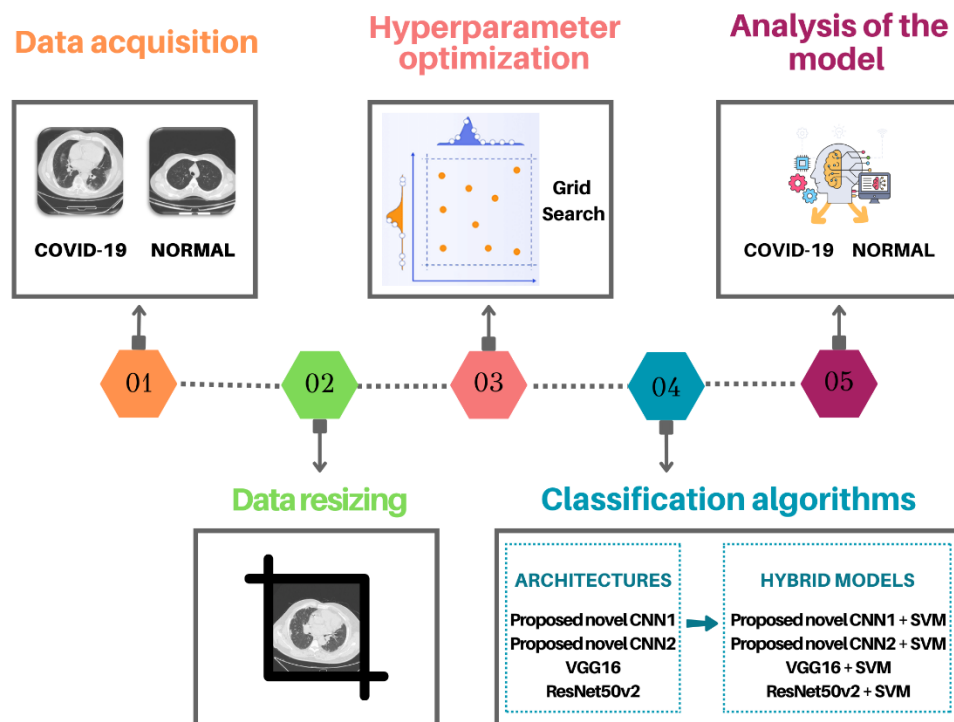 Data acquisition
COVID-19 NORMAL
01
Data resizing
02
Hyperparameter
optimization
Grid
Search
03
Classification algorithms
04
ARCHITECTURES
Proposed novel CNN1
Proposed novel CNN2
VGG16
ResNet50v2
HYBRID MODELS
Proposed novel CNN1 + SVM
Proposed novel CNN2 + SVM
VGG16 + SVM
ResNet50v2 + SVM
Analysis of the
model
COVID-19 NORMAL
05